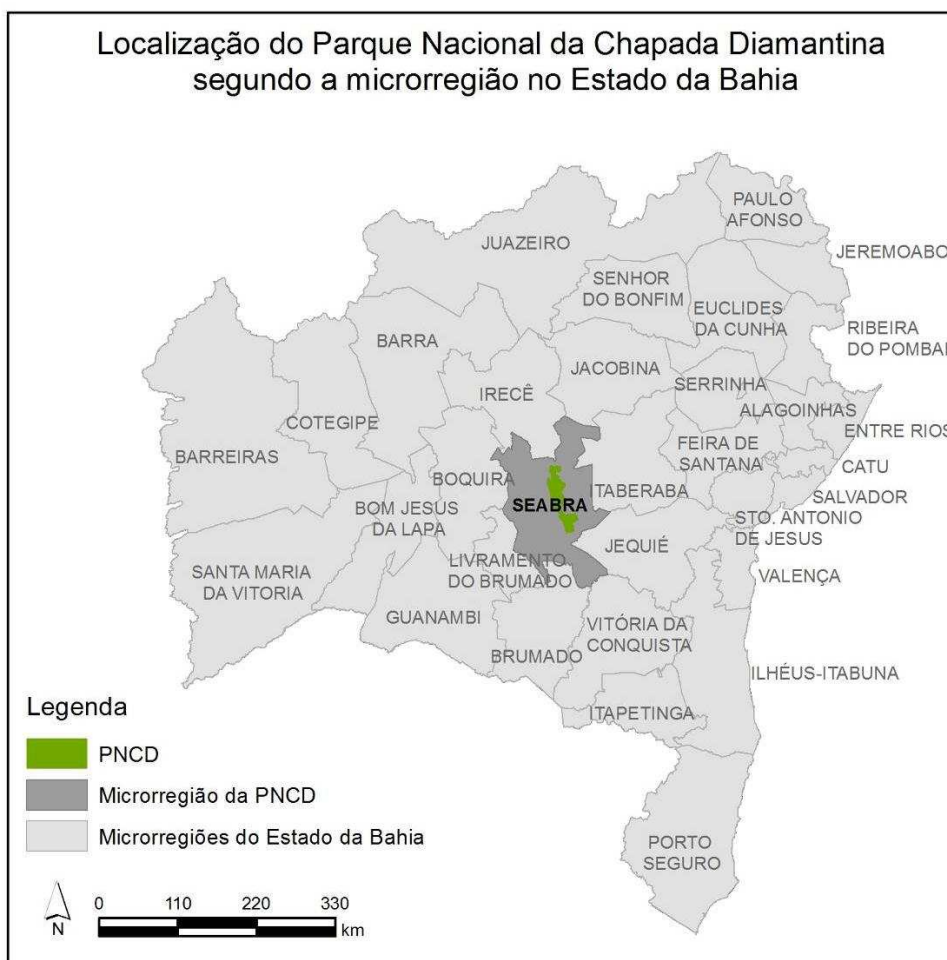 Localização do Parque Nacional da Chapada Diamantina
segundo a microrregião no Estado da Bahia
PAULO
AFONSO
JUAZEIRO
JEREMOABO
SENHOR
DO BONFIM
EUCLIDES
DA CUNHA
RIBEIRA
DO POMBAL
BARRA
JACOBINA
IRECÊ
SERRINHA
COTEGIPE
ALAGOINHAS
ENTRE RIOS
BARREIRAS
FEIRA DE
SANTANA
CATU
BOQUIRA
ITABERABA
SALVADOR
BOM JESUS
DA LAPA
SEABRA
STO. ANTONIO
DE JESUS
JEQUIÉ
LIVRAMENTO
DO BRUMADO
VALENÇA
SANTA MARIA
DA VITORIA
GUANAMBI
VITÓRIA DA
CONQUISTA
BRUMADO
ILHÉUS-ITABUNA
ITAPETINGA
PORTO
SEGURO
Legenda
PNCD
Microrregião da PNCD
Microrregiões do Estado da Bahia
N
0 110 220 330
km